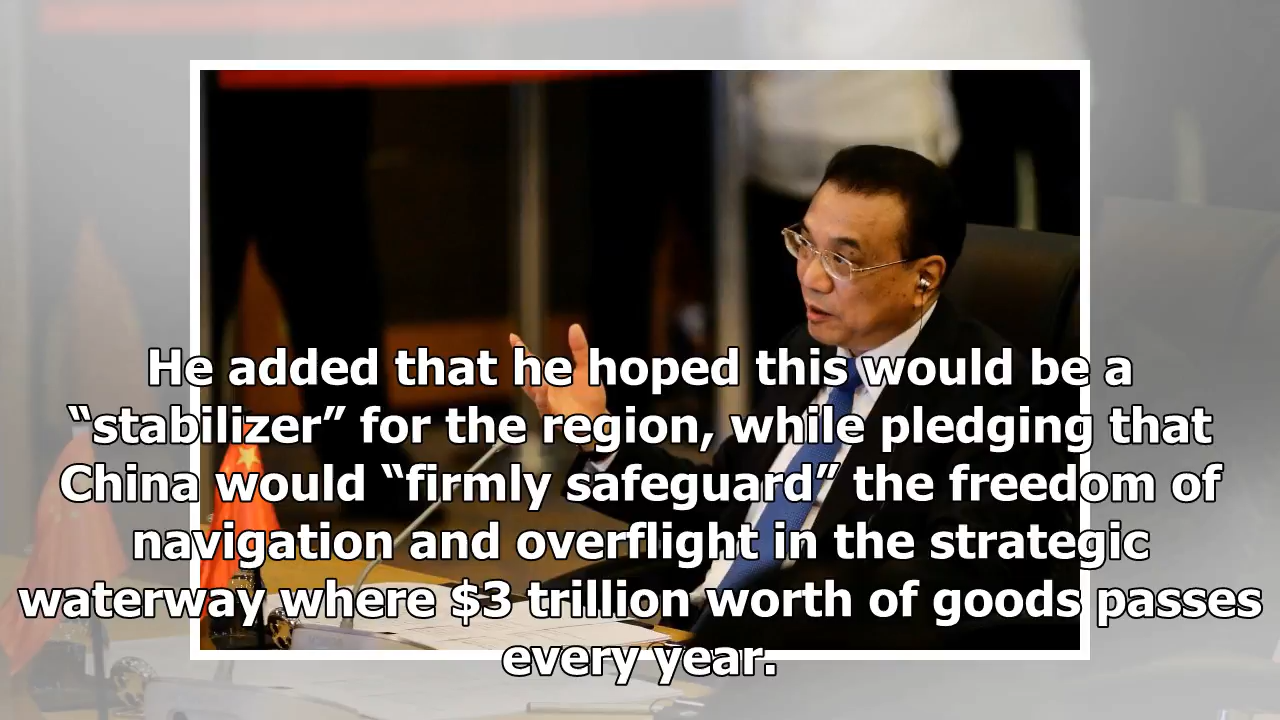 He added that he hoped this would be a
“stabilizer” for the region, while pledging that
China would “firmly safeguard” the freedom of
navigation and overflight in the strategic
waterway where $3 trillion worth of goods passes
every year.